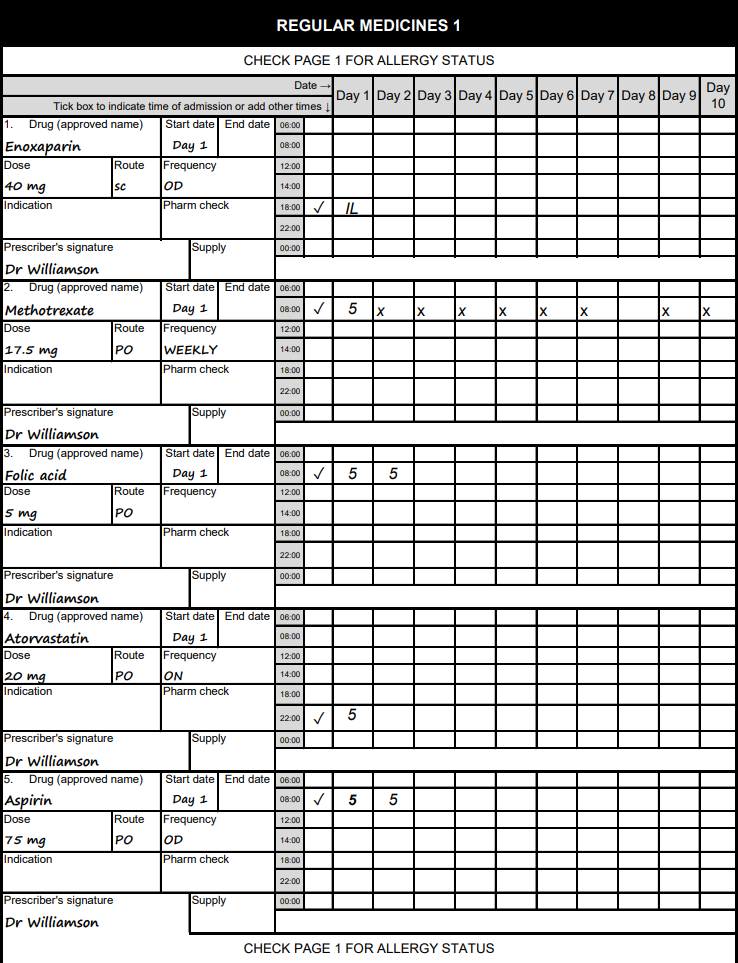 REGULAR MEDICINES 1
CHECK PAGE 1 FOR ALLERGY STATUS
Date → Day 1 Day 2 Day 3 Day 4 Day 5 Day 6 Day 7 Day 8 Day 9 Day 10
Tick box to indicate time of admission or add other times ↓
1. Drug (approved name) Start date End date 06:00
Enoxaparin Day 1 08:00
Dose Route Frequency 12:00
40 mg sc OD 14:00
Indication Pharm check 18:00 ✓ IL
22:00
Prescriber's signature Supply 00:00
Dr Williamson
2. Drug (approved name) Start date End date 06:00
Methotrexate Day 1 08:00 ✓ 5 x x x x x x x x
Dose Route Frequency 12:00
17.5 mg PO WEEKLY 14:00
Indication Pharm check 18:00
22:00
Prescriber's signature Supply 00:00
Dr Williamson
3. Drug (approved name) Start date End date 06:00
Folic acid Day 1 08:00 ✓ 5 5
Dose Route Frequency 12:00
5 mg PO 14:00
Indication Pharm check 18:00
22:00
Prescriber's signature Supply 00:00
Dr Williamson
4. Drug (approved name) Start date End date 06:00
Atorvastatin Day 1 08:00
Dose Route Frequency 12:00
20 mg PO ON 14:00
Indication Pharm check 18:00
22:00 ✓ 5
Prescriber's signature Supply 00:00
Dr Williamson
5. Drug (approved name) Start date End date 06:00
Aspirin Day 1 08:00 ✓ 5 5
Dose Route Frequency 12:00
75 mg PO OD 14:00
Indication Pharm check 18:00
22:00
Prescriber's signature Supply 00:00
Dr Williamson
CHECK PAGE 1 FOR ALLERGY STATUS